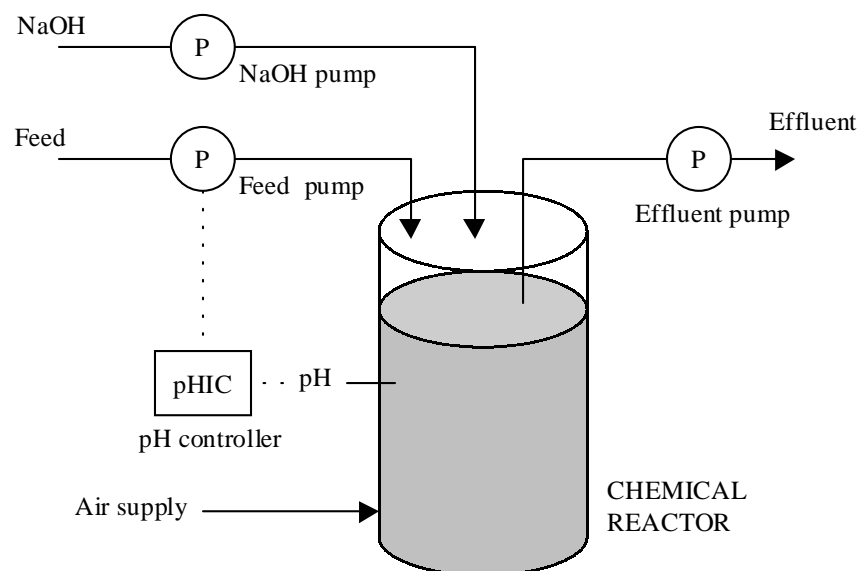 NaOH
P
NaOH pump
Feed
P
Feed pump
Effluent
P
Effluent pump
pHIC
pH
pH controller
Air supply
CHEMICAL
REACTOR